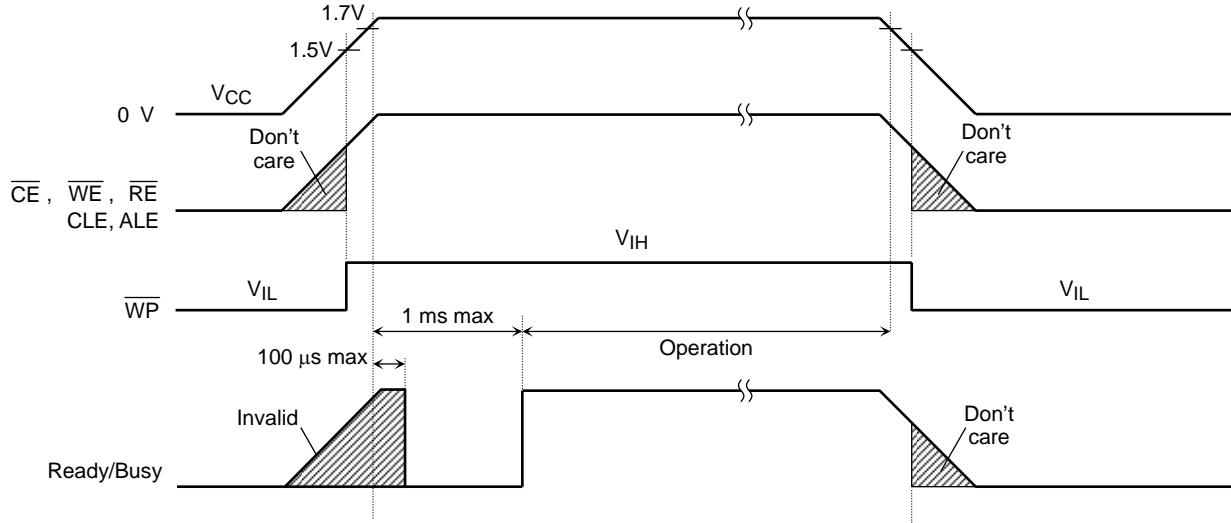 1.7V
1.5V
VCC
0 V
Don't
care
Don't
care
CE , WE , RE
CLE, ALE
VIH
VIL
VIL
WP
1 ms max
Operation
100 μs max
Invalid
Don't
care
Ready/Busy